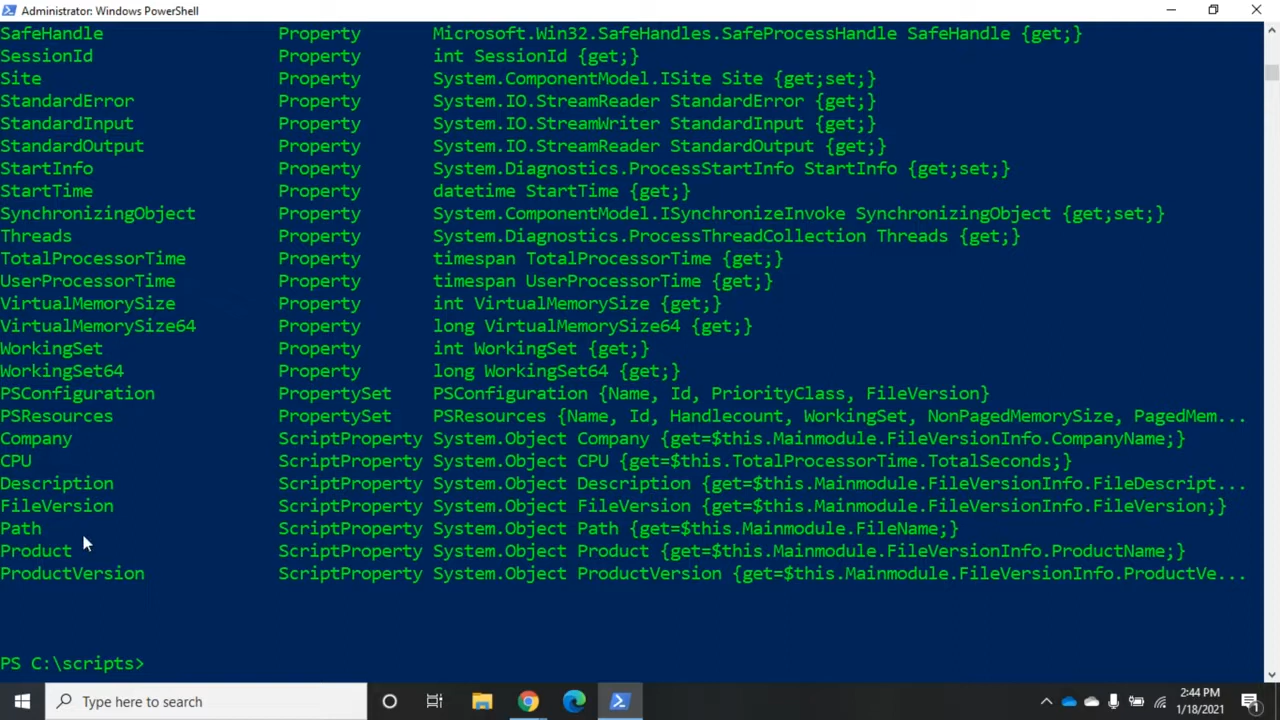 Administrator: Windows PowerShell
SafeHandle Property Microsoft.Win32.SafeHandles.SafeProcessHandle SafeHandle {get;}
SessionId Property int SessionId {get;}
Site Property System.ComponentModel.ISite Site {get;set;}
StandardError Property System.IO.StreamReader StandardError {get;}
StandardInput Property System.IO.StreamWriter StandardInput {get;}
StandardOutput Property System.IO.StreamReader StandardOutput {get;}
StartInfo Property System.Diagnostics.ProcessStartInfo StartInfo {get;set;}
StartTime Property datetime StartTime {get;}
SynchronizingObject Property System.ComponentModel.ISynchronizeInvoke SynchronizingObject {get;set;}
Threads Property System.Diagnostics.ProcessThreadCollection Threads {get;}
TotalProcessorTime Property timespan TotalProcessorTime {get;}
UserProcessorTime Property timespan UserProcessorTime {get;}
VirtualMemorySize Property int VirtualMemorySize {get;}
VirtualMemorySize64 Property long VirtualMemorySize64 {get;}
WorkingSet Property int WorkingSet {get;}
WorkingSet64 Property long WorkingSet64 {get;}
PSConfiguration PropertySet PSConfiguration {Name, Id, PriorityClass, FileVersion}
PSResources PropertySet PSResources {Name, Id, Handlecount, WorkingSet, NonPagedMemorySize, PagedMem...
Company ScriptProperty System.Object Company {get=$this.Mainmodule.FileVersionInfo.CompanyName;}
CPU ScriptProperty System.Object CPU {get=$this.TotalProcessorTime.TotalSeconds;}
Description ScriptProperty System.Object Description {get=$this.Mainmodule.FileVersionInfo.FileDescript...
FileVersion ScriptProperty System.Object FileVersion {get=$this.Mainmodule.FileVersionInfo.FileVersion;}
Path ScriptProperty System.Object Path {get=$this.Mainmodule.FileName;}
Product ScriptProperty System.Object Product {get=$this.Mainmodule.FileVersionInfo.ProductName;}
ProductVersion ScriptProperty System.Object ProductVersion {get=$this.Mainmodule.FileVersionInfo.ProductVe...
PS C:\scripts>
Type here to search
2:44 PM
1/18/2021
1